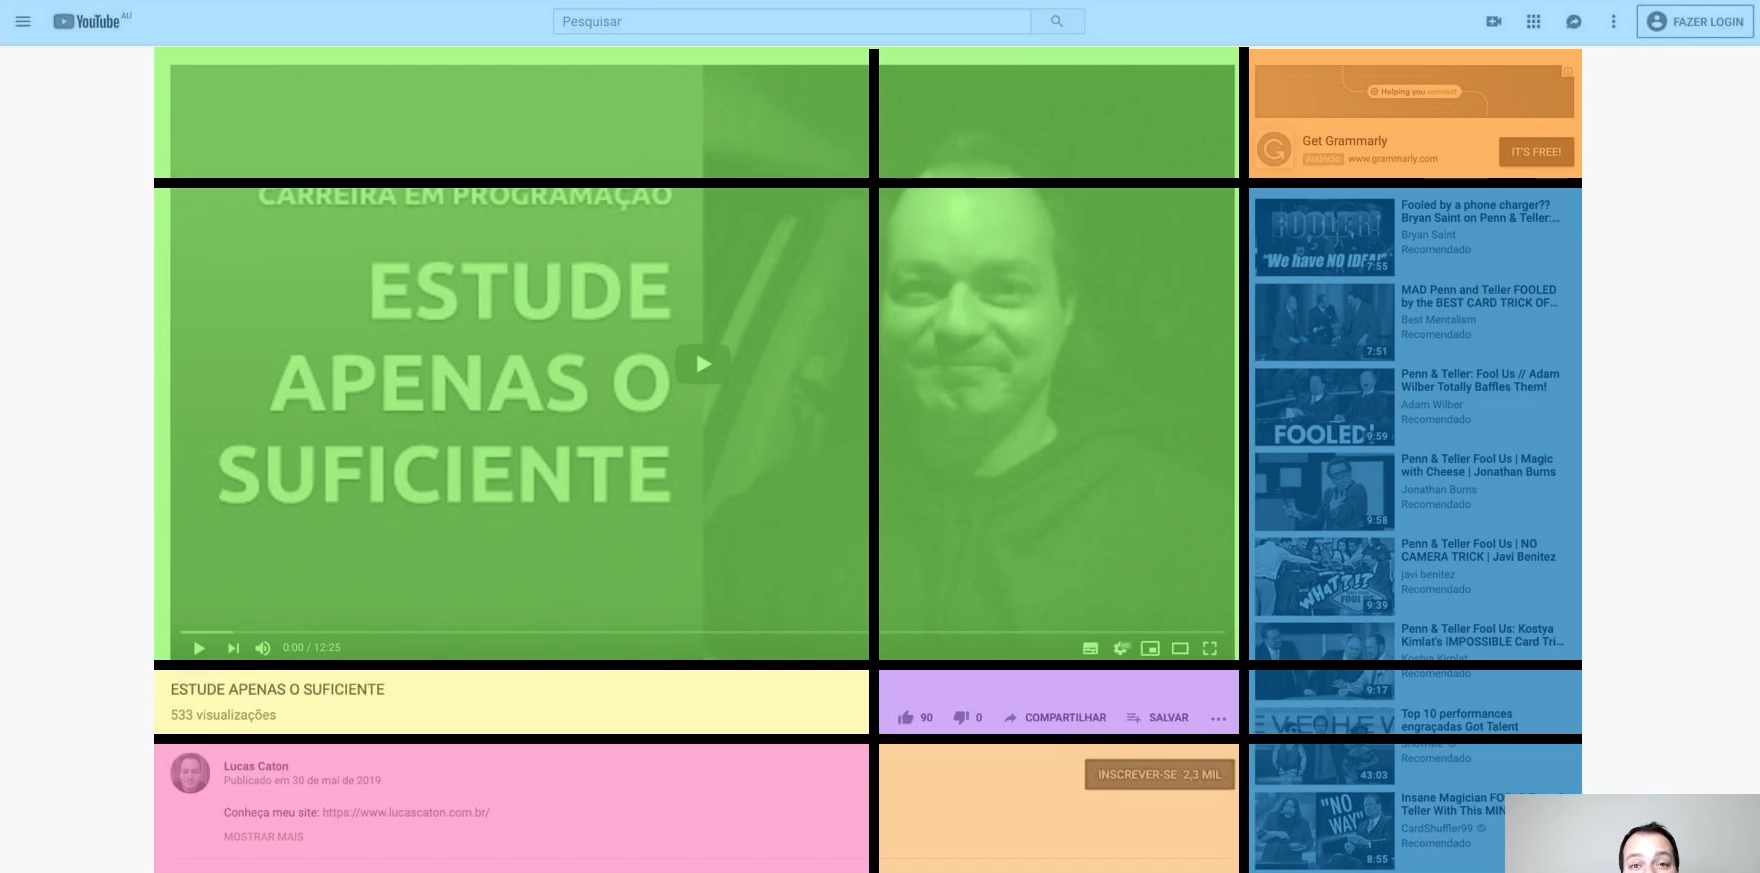 YouTube AU
Pesquisar
FAZER LOGIN
CARREIRA EM PROGRAMAÇÃO
ESTUDE
APENAS O
SUFICIENTE
0:00 / 12:25
ESTUDE APENAS O SUFICIENTE
533 visualizações
90
0
COMPARTILHAR
SALVAR
Lucas Caton
Publicado em 30 de mai de 2019
INSCREVER-SE 2,3 MIL
Conheça meu site: https://www.lucascaton.com.br/
MOSTRAR MAIS
Helping you connect
Get Grammarly
Anúncio www.grammarly.com
IT'S FREE!
FOOLER!
"We have NO IDEA"
7:55
Fooled by a phone charger??
Bryan Saint on Penn & Teller:...
Bryan Saint
Recomendado
7:51
MAD Penn and Teller FOOLED
by the BEST CARD TRICK OF...
Best Mentalism
Recomendado
FOOLED!
9:59
Penn & Teller: Fool Us // Adam
Wilber Totally Baffles Them!
Adam Wilber
Recomendado
9:58
Penn & Teller Fool Us | Magic
with Cheese | Jonathan Burns
Jonathan Burns
Recomendado
WHAT?!?
FOOL US
9:39
Penn & Teller Fool Us | NO
CAMERA TRICK | Javi Benitez
javi benitez
Recomendado
Penn & Teller Fool Us: Kostya
Kimlat's IMPOSSIBLE Card Tri...
Kostya Kimlat
Recomendado
9:17
Top 10 performances
engraçadas Got Talent
Recomendado
43:03
"NO
WAY"
8:55
Insane Magician
Teller With This
CardShuffler99
Recomendado